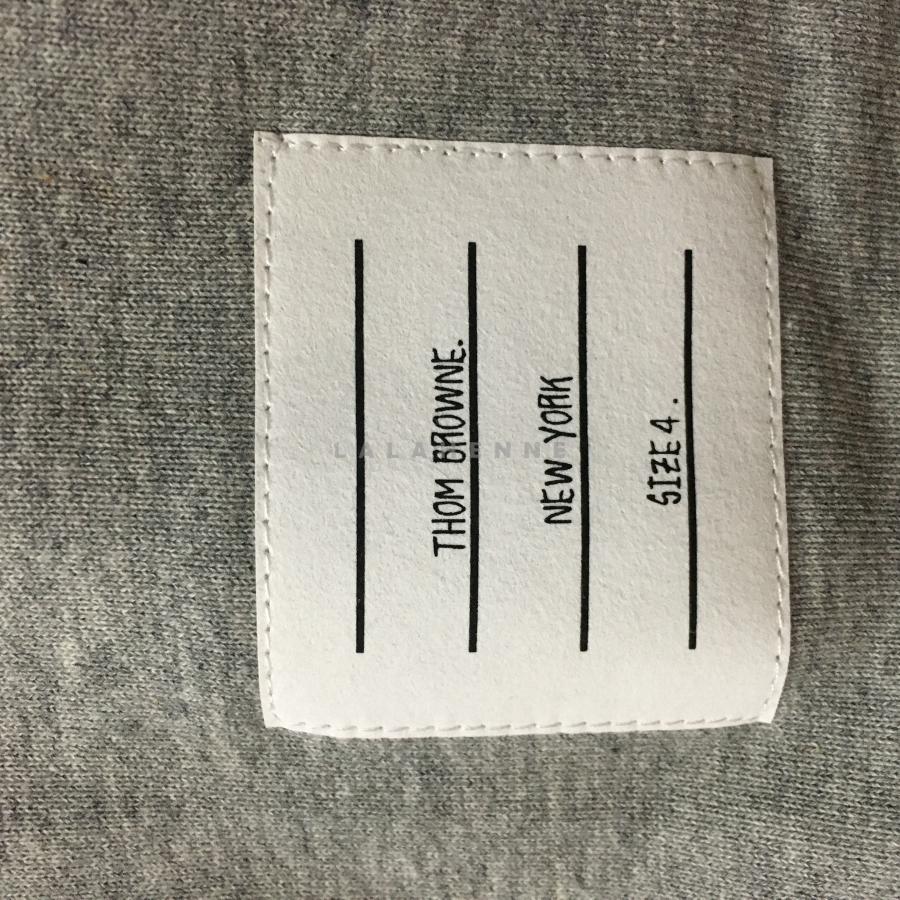 THOM BROWNE.
NEW YORK
SIZE 4.